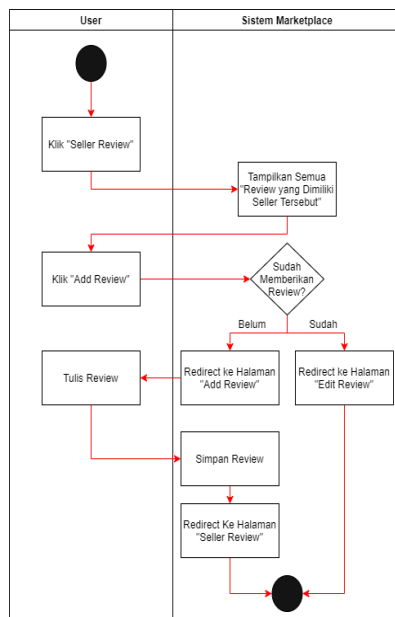 User
Sistem Marketplace
Klik "Seller Review"
Tampilkan Semua
"Review yang Dimiliki
Seller Tersebut"
Klik "Add Review"
Sudah
Memberikan
Review?
Belum
Sudah
Tulis Review
Redirect ke Halaman
"Add Review"
Redirect ke Halaman
"Edit Review"
Simpan Review
Redirect Ke Halaman
"Seller Review"